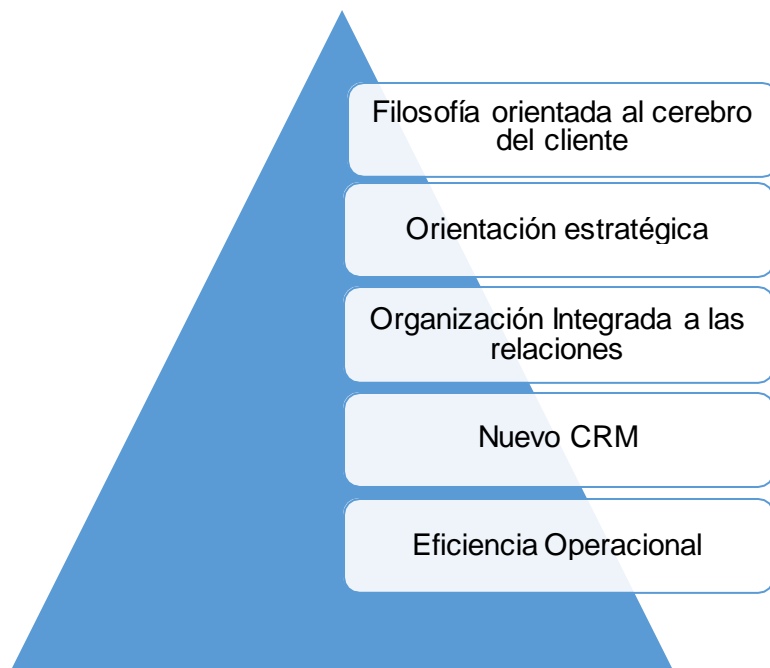 Filosofía orientada al cerebro
del cliente
Orientación estratégica
Organización Integrada a las
relaciones
Nuevo CRM
Eficiencia Operacional